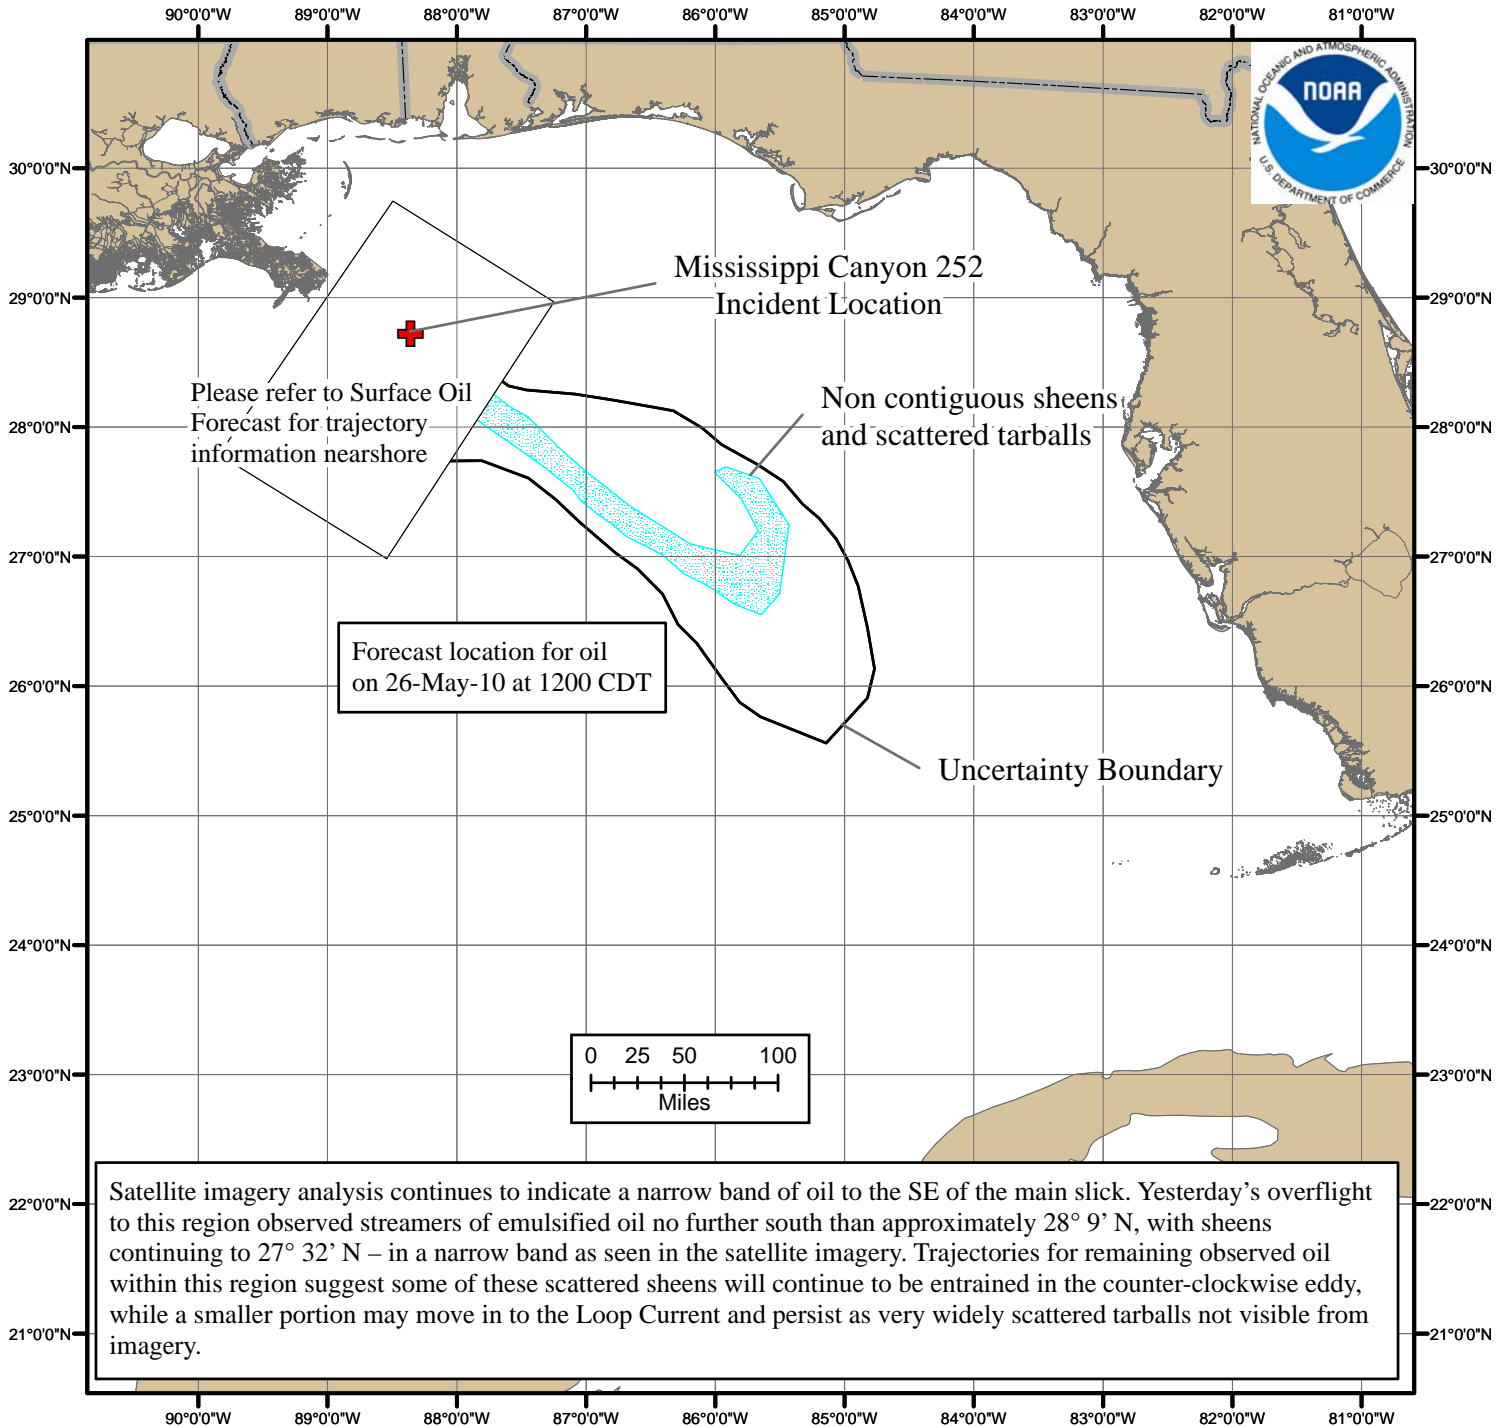 90°0'0"W 89°0'0"W 88°0'0"W 87°0'0"W 86°0'0"W 85°0'0"W 84°0'0"W 83°0'0"W 82°0'0"W 81°0'0"W
NATIONAL OCEANIC AND ATMOSPHERIC ADMINISTRATION
NOAA
U.S. DEPARTMENT OF COMMERCE
30°0'0"N 30°0'0"N
Mississippi Canyon 252
Incident Location
29°0'0"N 29°0'0"N
Please refer to Surface Oil
Forecast for trajectory
information nearshore
Non contiguous sheens
and scattered tarballs
28°0'0"N 28°0'0"N
27°0'0"N 27°0'0"N
Forecast location for oil
on 26-May-10 at 1200 CDT
26°0'0"N 26°0'0"N
Uncertainty Boundary
25°0'0"N 25°0'0"N
24°0'0"N 24°0'0"N
0 25 50 100
Miles
23°0'0"N 23°0'0"N
22°0'0"N 22°0'0"N
Satellite imagery analysis continues to indicate a narrow band of oil to the SE of the main slick. Yesterday’s overflight
to this region observed streamers of emulsified oil no further south than approximately 28° 9’ N, with sheens
continuing to 27° 32’ N – in a narrow band as seen in the satellite imagery. Trajectories for remaining observed oil
within this region suggest some of these scattered sheens will continue to be entrained in the counter-clockwise eddy,
while a smaller portion may move in to the Loop Current and persist as very widely scattered tarballs not visible from
imagery.
21°0'0"N 21°0'0"N
90°0'0"W 89°0'0"W 88°0'0"W 87°0'0"W 86°0'0"W 85°0'0"W 84°0'0"W 83°0'0"W 82°0'0"W 81°0'0"W